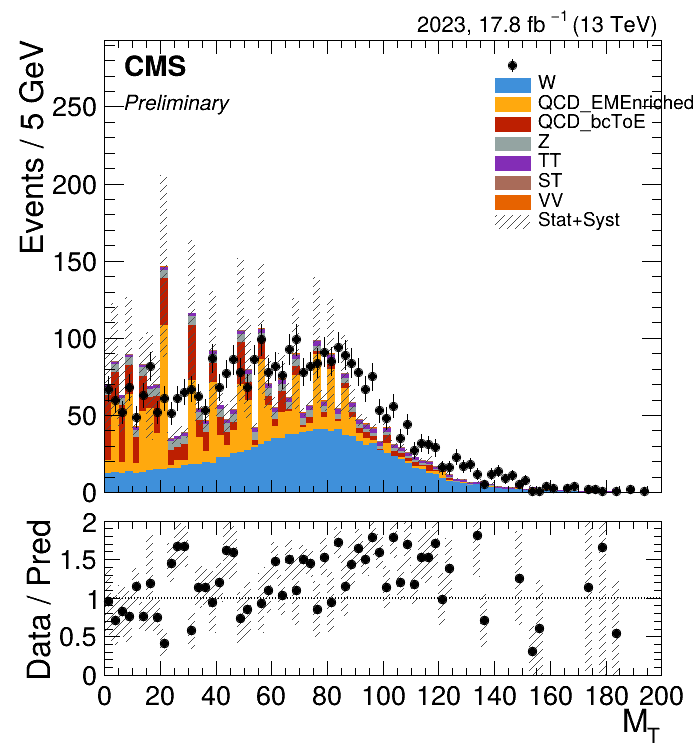 2023, 17.8 fb⁻¹ (13 TeV)
CMS
Preliminary
W
QCD_EMEnriched
QCD_bcToE
Z
TT
ST
VV
Stat+Syst
Events / 5 GeV
250
200
150
100
50
0
Data / Pred
2
1.5
1
0.5
0
0 20 40 60 80 100 120 140 160 180 200
M_T